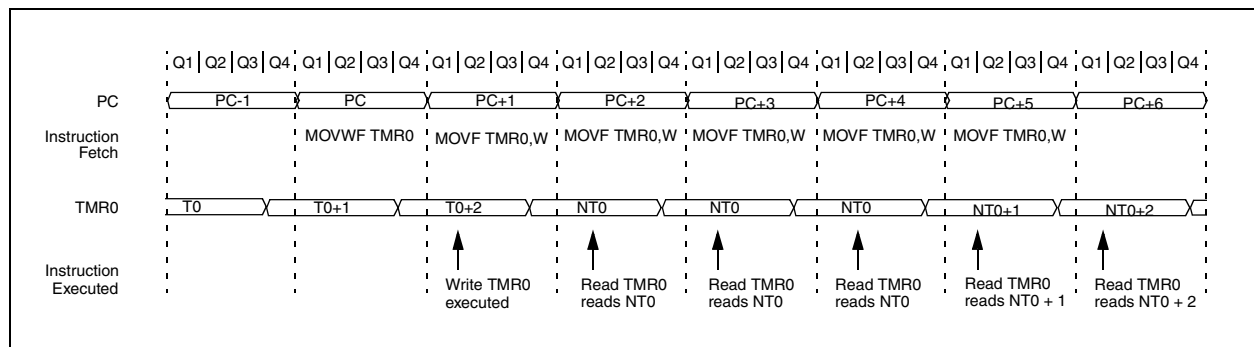 Q1 Q2 Q3 Q4 Q1 Q2 Q3 Q4 Q1 Q2 Q3 Q4 Q1 Q2 Q3 Q4 Q1 Q2 Q3 Q4 Q1 Q2 Q3 Q4 Q1 Q2 Q3 Q4 Q1 Q2 Q3 Q4
PC PC-1 PC PC+1 PC+2 PC+3 PC+4 PC+5 PC+6
Instruction
Fetch
MOVWF TMR0 MOVF TMR0,W MOVF TMR0,W MOVF TMR0,W MOVF TMR0,W MOVF TMR0,W
TMR0 T0 T0+1 T0+2 NT0 NT0 NT0 NT0+1 NT0+2
Instruction
Executed
Write TMR0
executed
Read TMR0
reads NT0
Read TMR0
reads NT0
Read TMR0
reads NT0
Read TMR0
reads NT0 + 1
Read TMR0
reads NT0 + 2